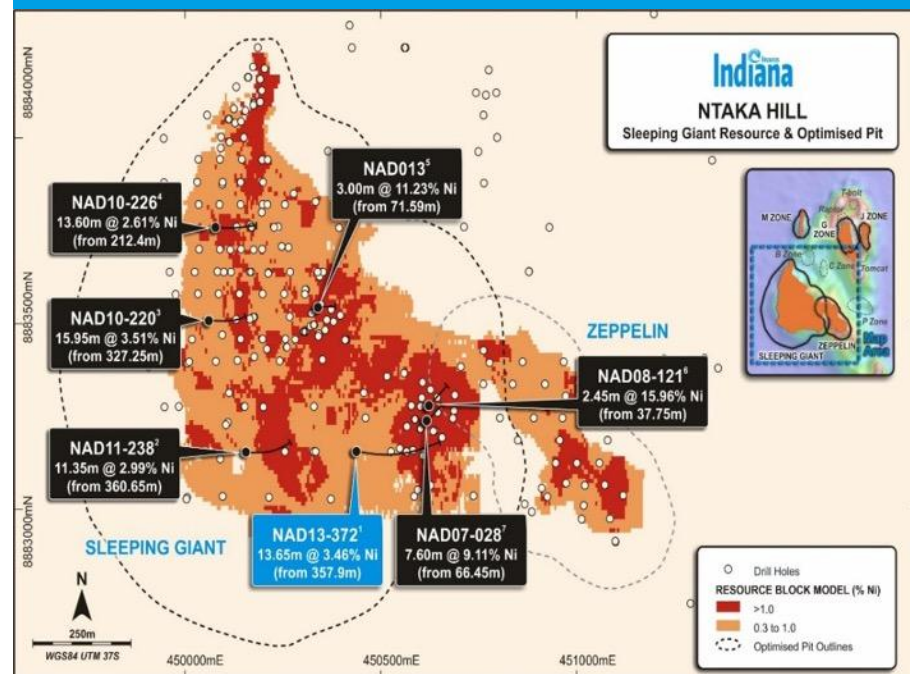 Indiana
Resources
NTAKA HILL
Sleeping Giant Resource & Optimised Pit
8884000mN
8883500mN
8883000mN
NAD10-226⁴
13.60m @ 2.61% Ni
(from 212.4m)
NAD013⁵
3.00m @ 11.23% Ni
(from 71.59m)
NAD10-220³
15.95m @ 3.51% Ni
(from 327.25m)
ZEPPELIN
NAD08-121⁶
2.45m @ 15.96% Ni
(from 37.75m)
NAD11-238²
11.35m @ 2.99% Ni
(from 360.65m)
SLEEPING GIANT
NAD13-372¹
13.65m @ 3.46% Ni
(from 357.9m)
NAD07-028⁷
7.60m @ 9.11% Ni
(from 66.45m)
T-bolt
M ZONE
G
ZONE
J ZONE
B Zone
C Zone
Tomcat
P Zone
ZEPPELIN
SLEEPING GIANT
Map
Area
N
250m
WGS84 UTM 37S
450000mE
450500mE
451000mE
Drill Holes
RESOURCE BLOCK MODEL (% Ni)
>1.0
0.3 to 1.0
Optimised Pit Outlines